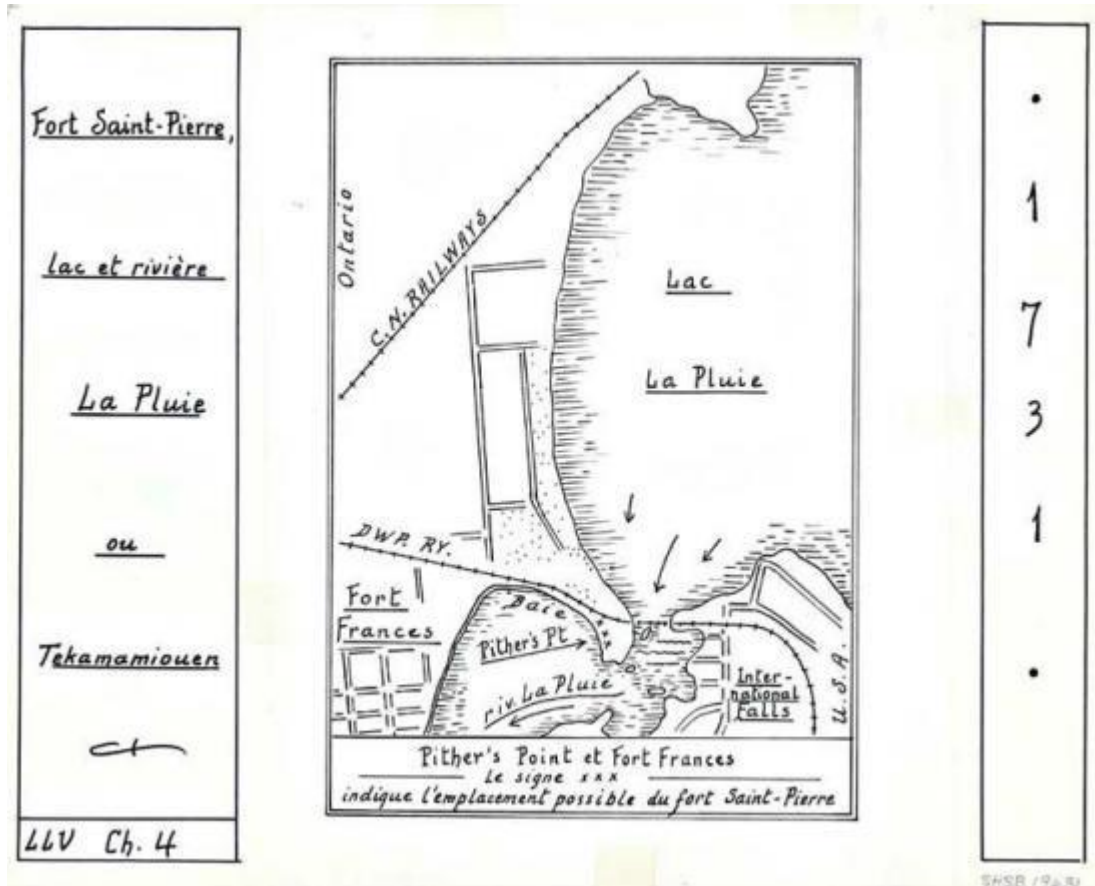 Fort Saint-Pierre,
lac et rivière
La Pluie
ou
Tekamamiouen
LLV Ch. 4
Ontario
C.N. RAILWAYS
Lac
La Pluie
DWP. RY.
Fort
Frances
Baie
xxx
Pither's Pt
riv. La Pluie
Inter-
national
Falls
U.S.A.
Pither's Point et Fort Frances
Le signe xxx
indique l'emplacement possible du fort Saint-Pierre
.
1
7
3
1
.